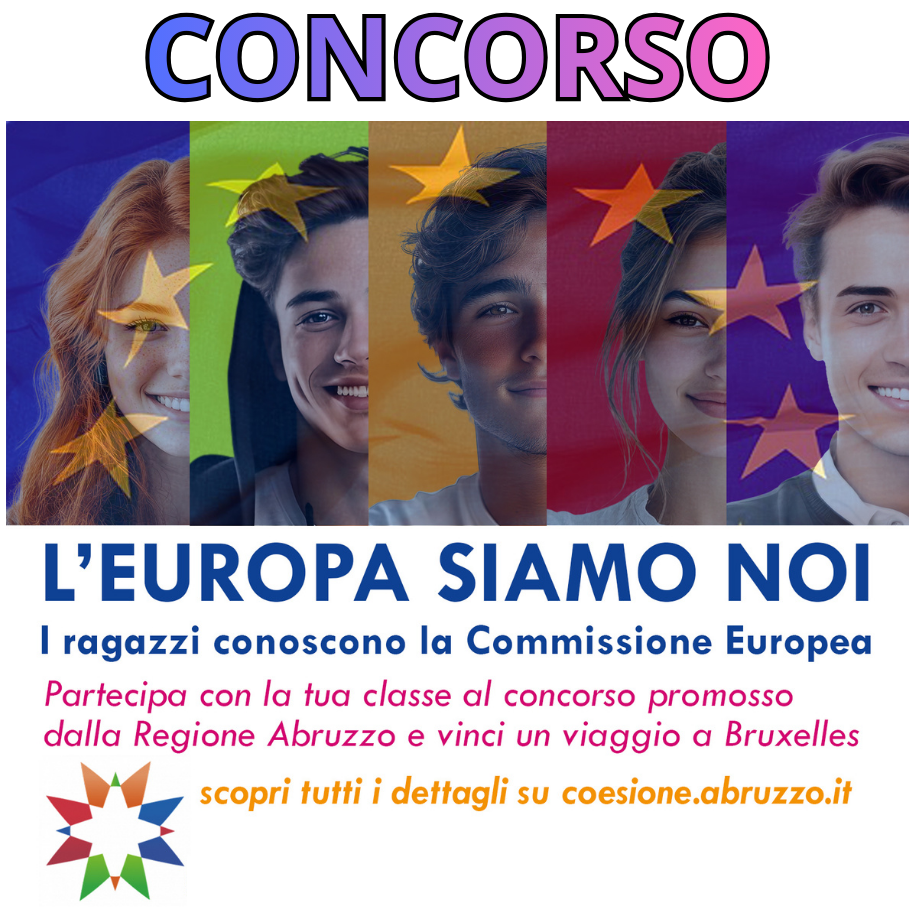 CONCORSO
L'EUROPA SIAMO NOI
I ragazzi conoscono la Commissione Europea
Partecipa con la tua classe al concorso promosso
dalla Regione Abruzzo e vinci un viaggio a Bruxelles
scopri tutti i dettagli su coesione.abruzzo.it